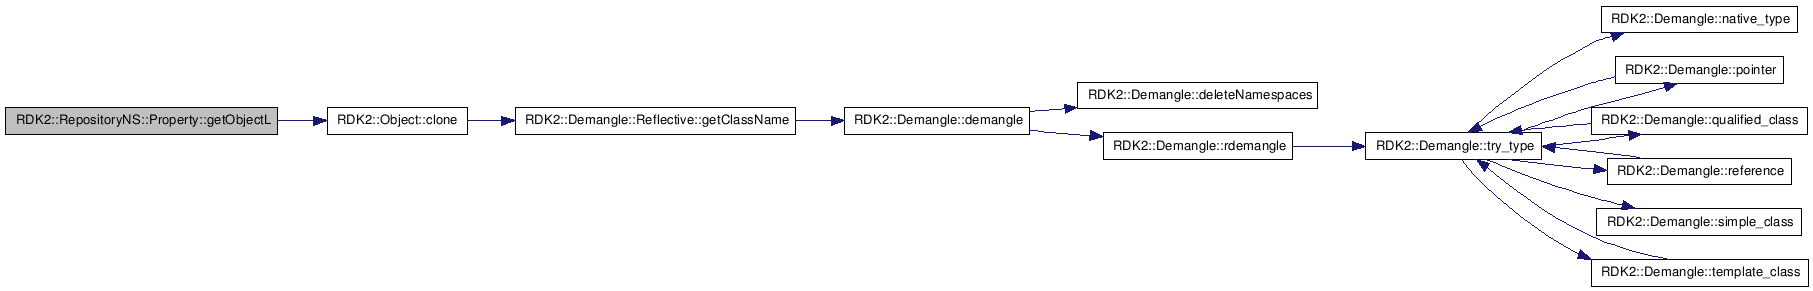 RDK2::RepositoryNS::Property::getObjectL
RDK2::Object::clone
RDK2::Demangle::Reflective::getClassName
RDK2::Demangle::demangle
RDK2::Demangle::deleteNamespaces
RDK2::Demangle::rdemangle
RDK2::Demangle::try_type
RDK2::Demangle::native_type
RDK2::Demangle::pointer
RDK2::Demangle::qualified_class
RDK2::Demangle::reference
RDK2::Demangle::simple_class
RDK2::Demangle::template_class